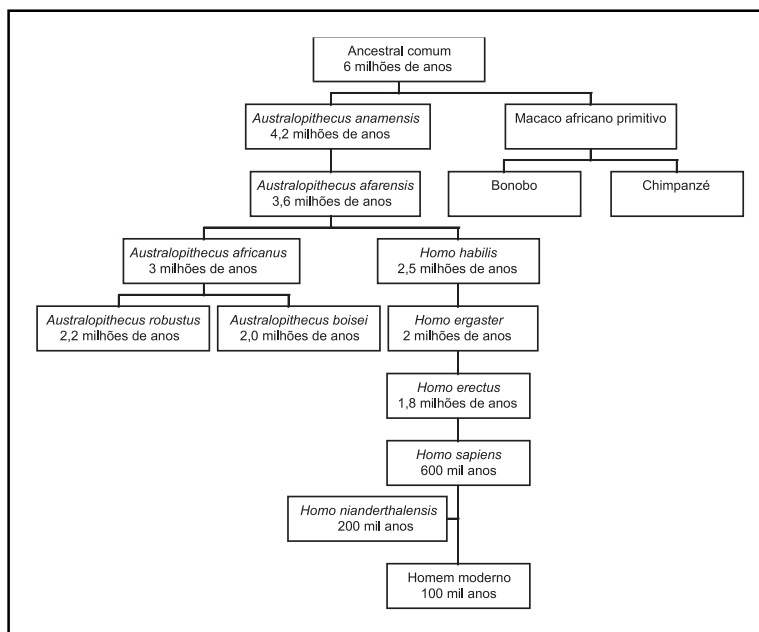 Ancestral comum
6 milhões de anos
Australopithecus anamensis
4,2 milhões de anos
Macaco africano primitivo
Australopithecus afarensis
3,6 milhões de anos
Bonobo
Chimpanzé
Australopithecus africanus
3 milhões de anos
Homo habilis
2,5 milhões de anos
Australopithecus robustus
2,2 milhões de anos
Australopithecus boisei
2,0 milhões de anos
Homo ergaster
2 milhões de anos
Homo erectus
1,8 milhões de anos
Homo sapiens
600 mil anos
Homo nianderthalensis
200 mil anos
Homem moderno
100 mil anos